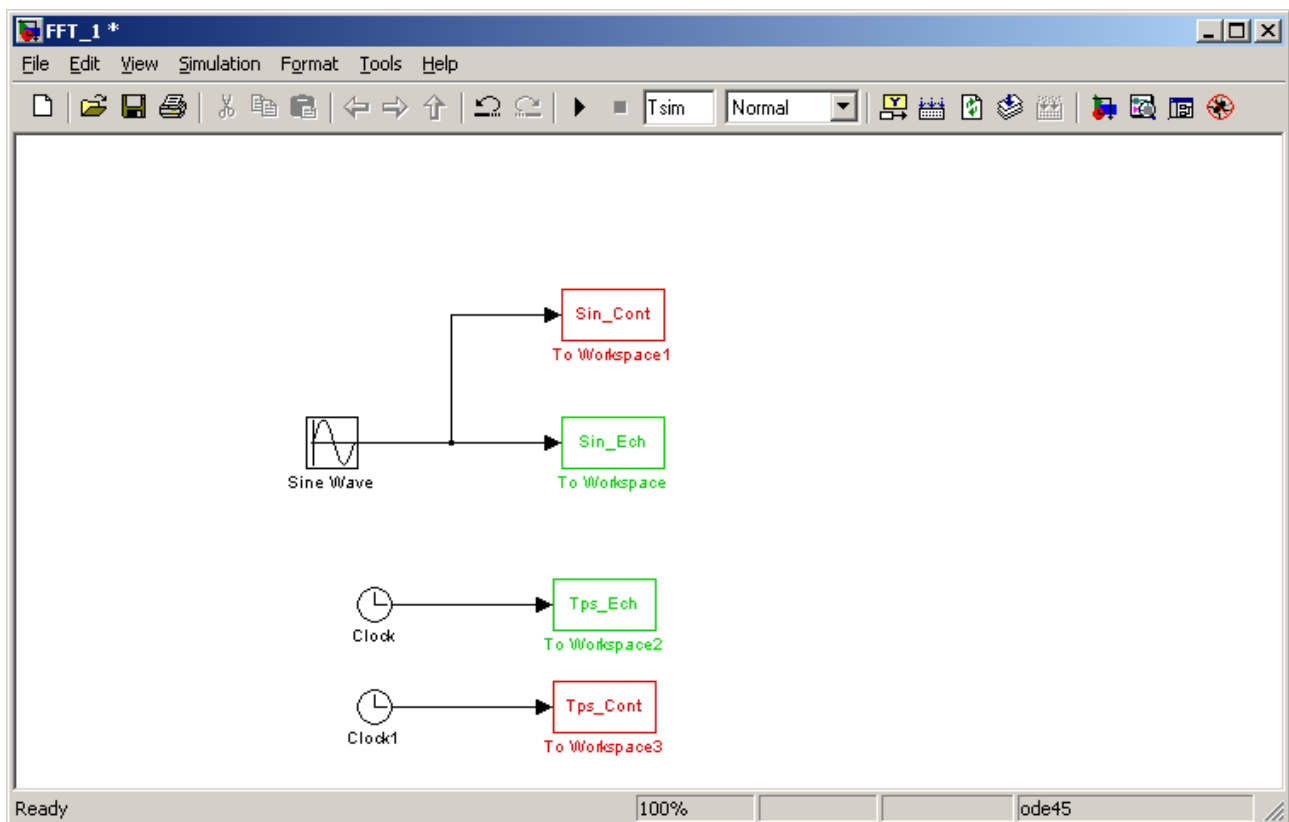 FFT_1 *
File Edit View Simulation Format Tools Help
Tsim Normal
Sin_Cont
To Workspace1
Sin_Ech
Sine Wave To Workspace
Tps_Ech
Clock
To Workspace2
Tps_Cont
Clock1
To Workspace3
Ready 100% ode45